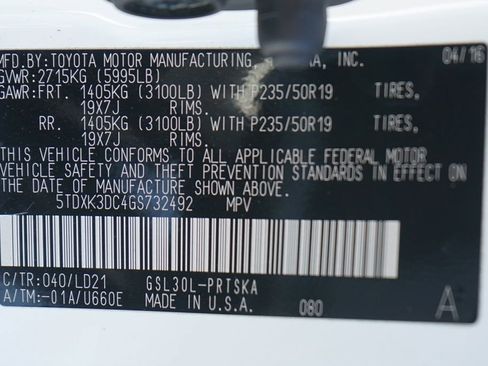 MFD.BY: TOYOTA MOTOR MANUFACTURING, 04/16
GVWR: 2715KG (5995LB)
GAWR:FRT. 1405KG (3100LB) WITH P235/50R19 TIRES,
19X7J RIMS.
RR. 1405KG (3100LB) WITH P235/50R19 TIRES,
19X7J RIMS.
THIS VEHICLE CONFORMS TO ALL APPLICABLE FEDERAL MOTOR
VEHICLE SAFETY AND THEFT PREVENTION STANDARDS IN EFFECT ON
THE DATE OF MANUFACTURE SHOWN ABOVE.
5TDXK3DC4GS732492 MPV
C/TR:040/LD21 GSL30L-PRTSKA
A/TM:-01A/U660E MADE IN U.S.A. 080 A